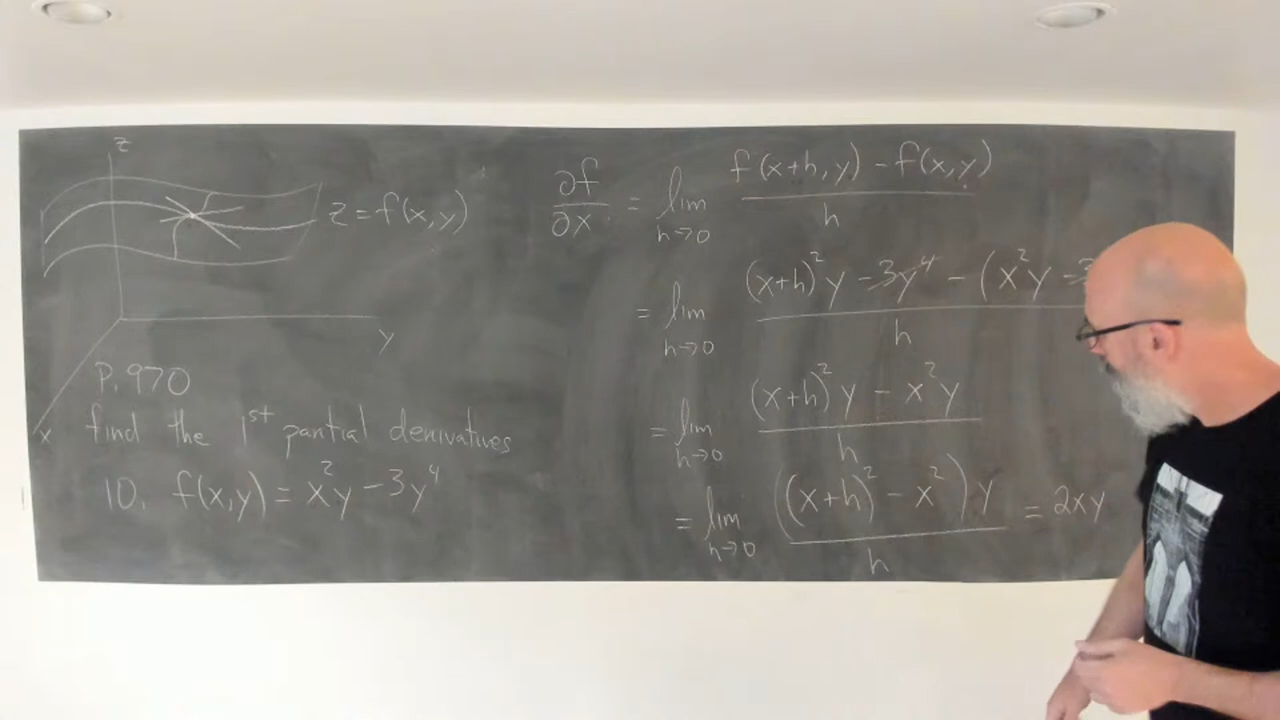 z
z = f(x,y)
y
x
P. 970
find the 1st partial derivatives
10. f(x,y) = x²y - 3y⁴
∂f/∂x = lim h→0 (f(x+h, y) - f(x,y))/h
= lim h→0 ((x+h)²y - 3y⁴ - (x²y - 3/h
= lim h→0 ((x+h)²y - x²y)/h
= lim h→0 (((x+h)² - x²)y)/h = 2xy